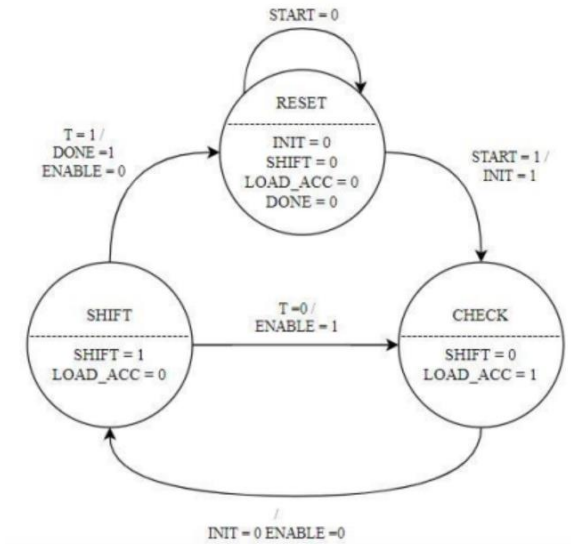 START = 0
RESET
INIT = 0
SHIFT = 0
LOAD_ACC = 0
DONE = 0
T = 1 /
DONE =1
ENABLE = 0
START = 1 /
INIT = 1
SHIFT
SHIFT = 1
LOAD_ACC = 0
T =0 /
ENABLE = 1
CHECK
SHIFT = 0
LOAD_ACC = 1
/
INIT = 0 ENABLE =0